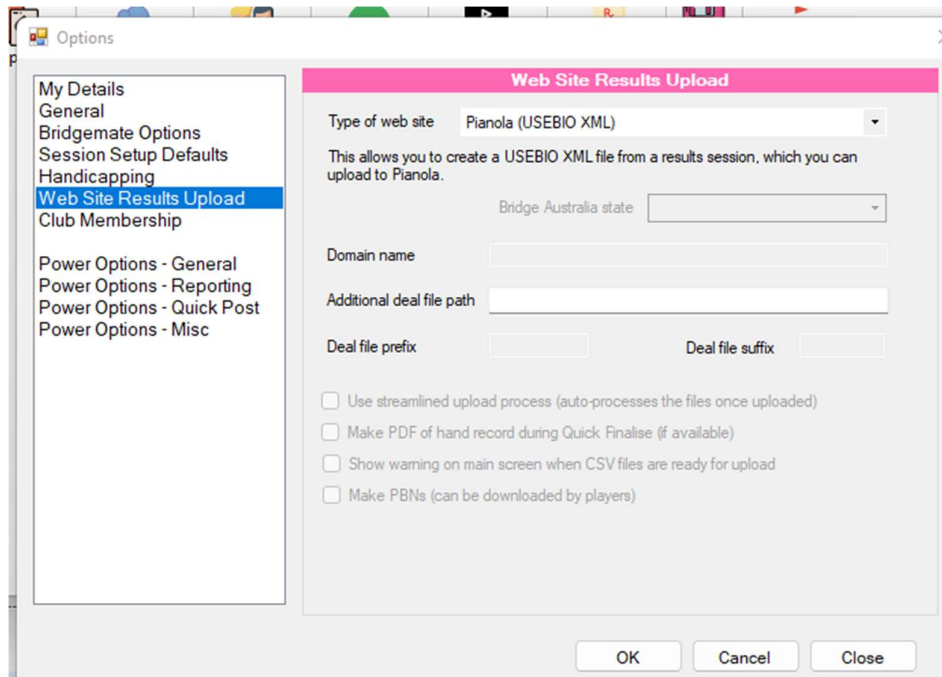 Options
My Details
General
Bridgemate Options
Session Setup Defaults
Handicapping
Web Site Results Upload
Club Membership
Power Options - General
Power Options - Reporting
Power Options - Quick Post
Power Options - Misc
Web Site Results Upload
Type of web site Pianola (USEBIO XML)
This allows you to create a USEBIO XML file from a results session, which you can
upload to Pianola.
Bridge Australia state
Domain name
Additional deal file path
Deal file prefix Deal file suffix
Use streamlined upload process (auto-processes the files once uploaded)
Make PDF of hand record during Quick Finalise (if available)
Show warning on main screen when CSV files are ready for upload
Make PBNs (can be downloaded by players)
OK Cancel Close